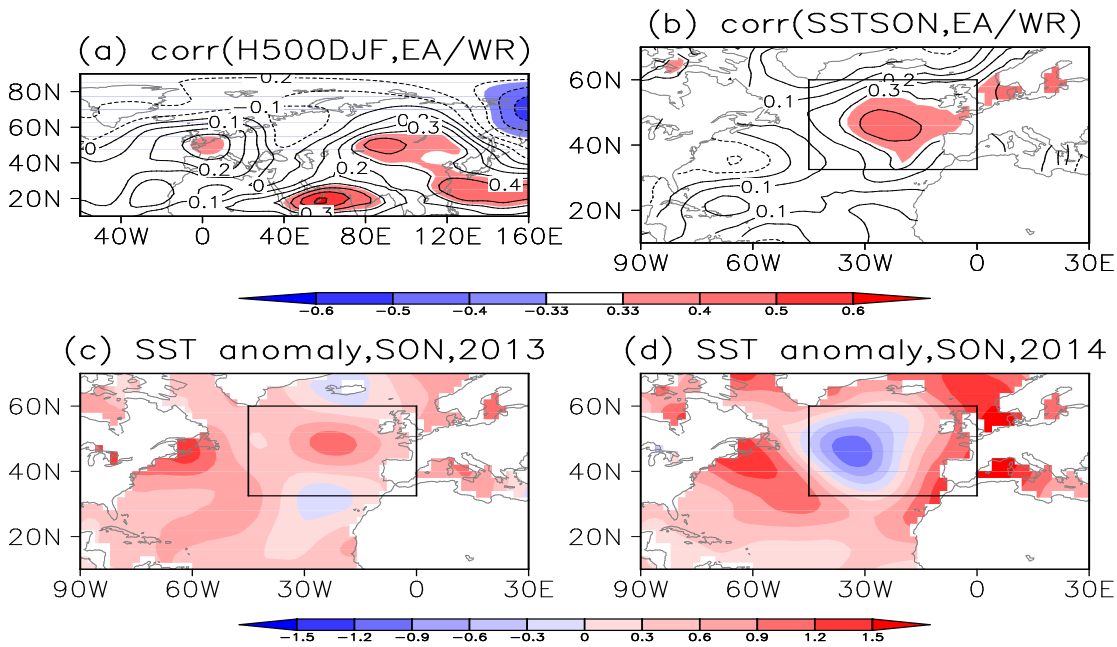 (a) corr(H500DJF,EA/WR)
80N
60N
40N
20N
40W 0 40E 80E 120E 160E
0.2
0.1
0.1
0.2
0.3
0
0.2
0
0.4
0.1
0.3
(b) corr(SSTSON,EA/WR)
60N
40N
20N
90W 60W 30W 0 30E
0.2
0.3
0.1
0.1
0.1
-0.6 -0.5 -0.4 -0.33 0.33 0.4 0.5 0.6
(c) SST anomaly,SON,2013
60N
40N
20N
90W 60W 30W 0 30E
(d) SST anomaly,SON,2014
60N
40N
20N
90W 60W 30W 0 30E
-1.5 -1.2 -0.9 -0.6 -0.3 0 0.3 0.6 0.9 1.2 1.5